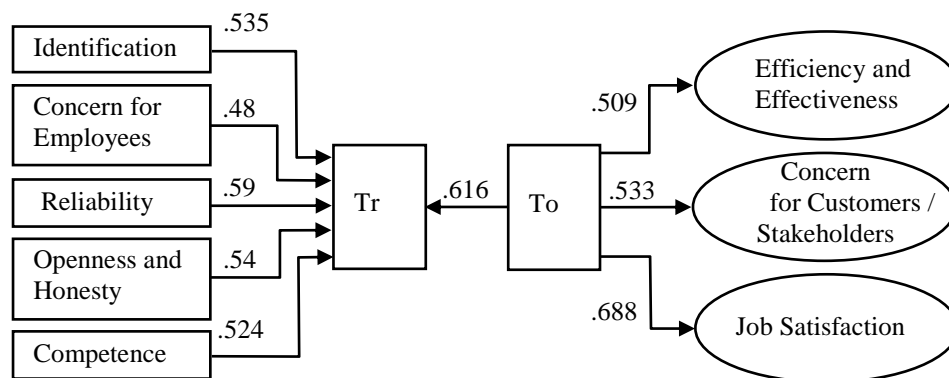 .535
Identification
Concern for
Employees
.48
Reliability
.59
Openness and
Honesty
.54
Competence
.524
Tr
.616
To
.509
Efficiency and
Effectiveness
.533
Concern
for Customers /
Stakeholders
.688
Job Satisfaction